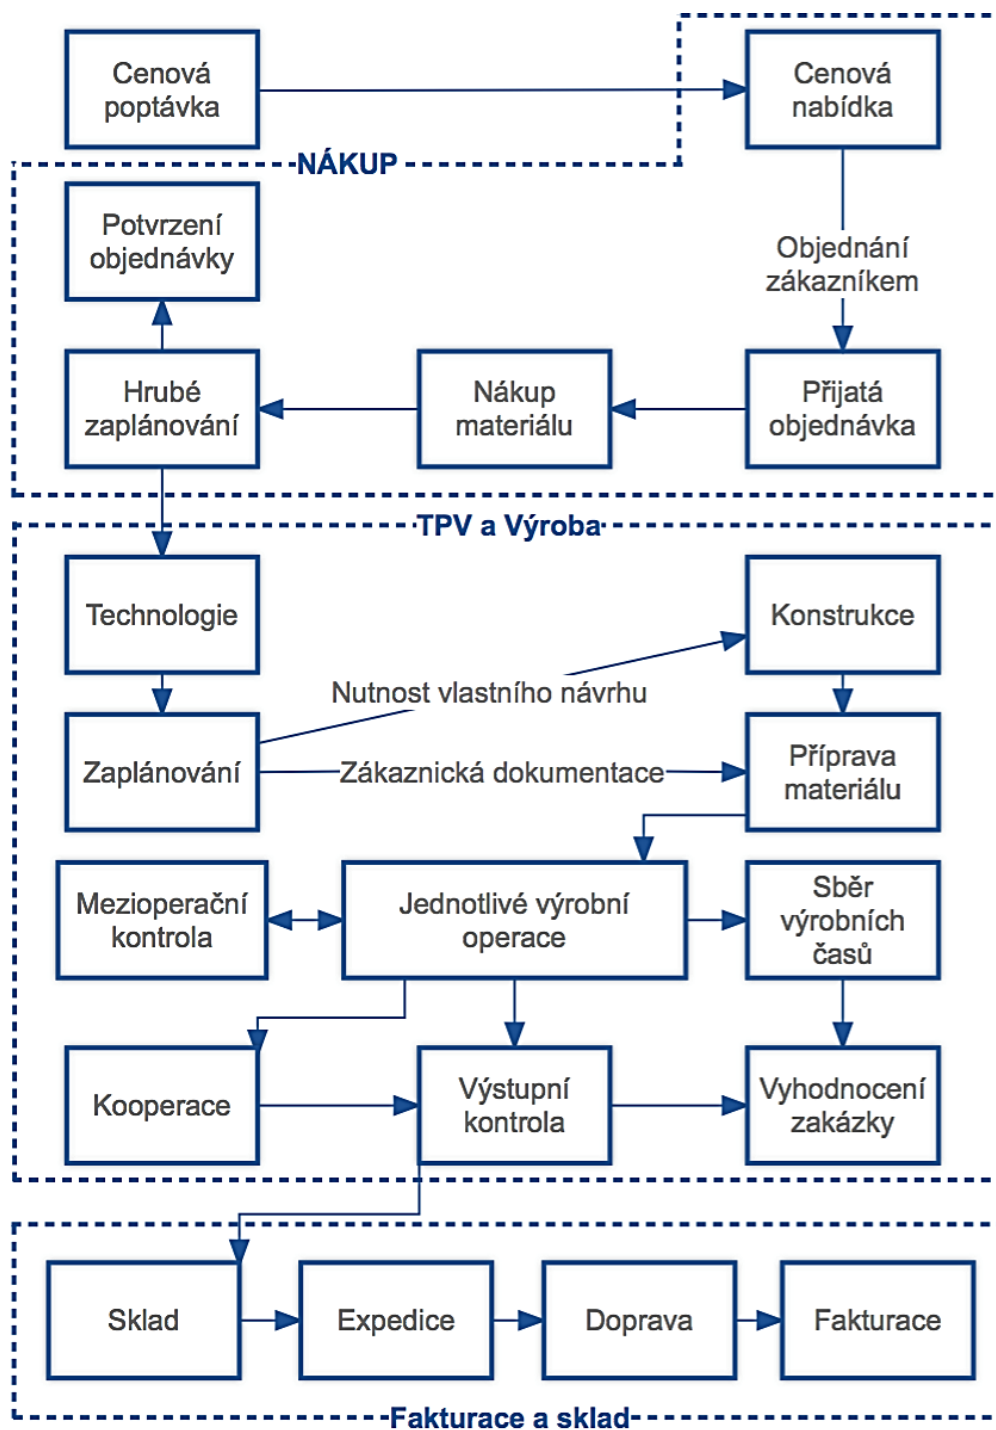 Cenová
poptávka
Cenová
nabídka
NÁKUP
Potvrzení
objednávky
Objednání
zákazníkem
Hrubé
zaplánování
Nákup
materiálu
Přijatá
objednávka
TPV a Výroba
Technologie
Konstrukce
Nutnost vlastního návrhu
Zaplánování
Zákaznická dokumentace
Příprava
materiálu
Mezioperační
kontrola
Jednotlivé výrobní
operace
Sběr
výrobních
časů
Kooperace
Výstupní
kontrola
Vyhodnocení
zakázky
Sklad
Expedice
Doprava
Fakturace
Fakturace a sklad